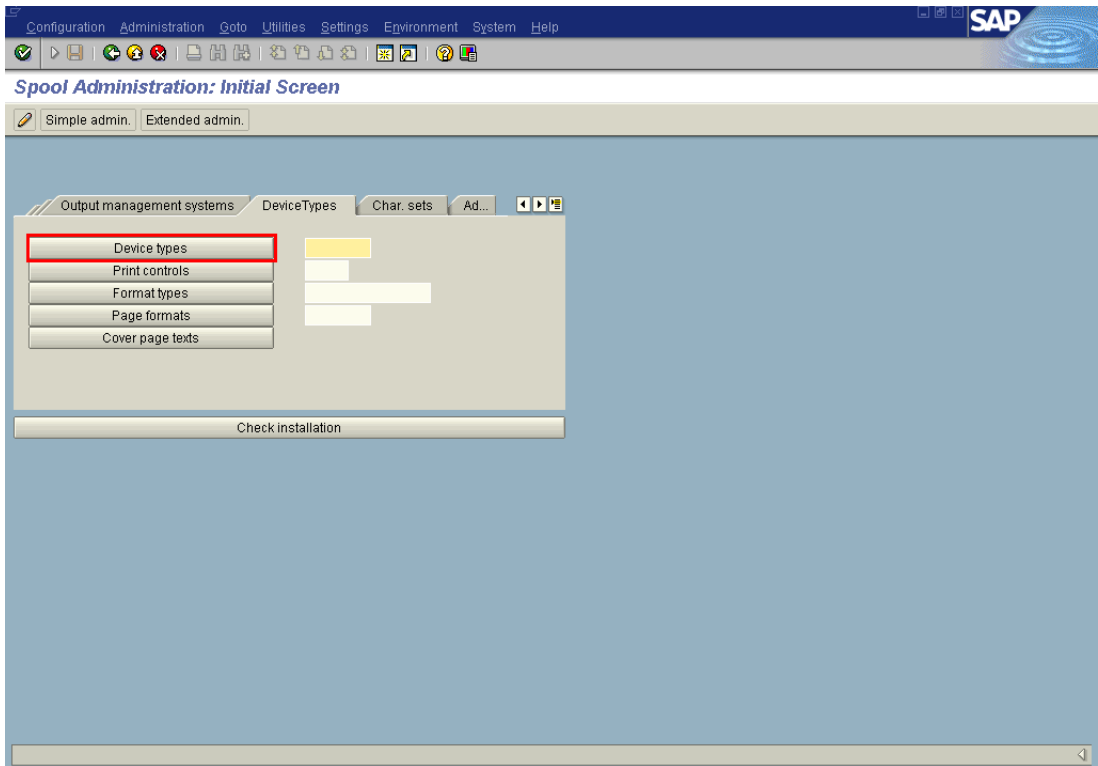 Configuration Administration Goto Utilities Settings Environment System Help
SAP
Spool Administration: Initial Screen
Simple admin. Extended admin.
Output management systems DeviceTypes Char. sets Ad...
Device types
Print controls
Format types
Page formats
Cover page texts
Check installation